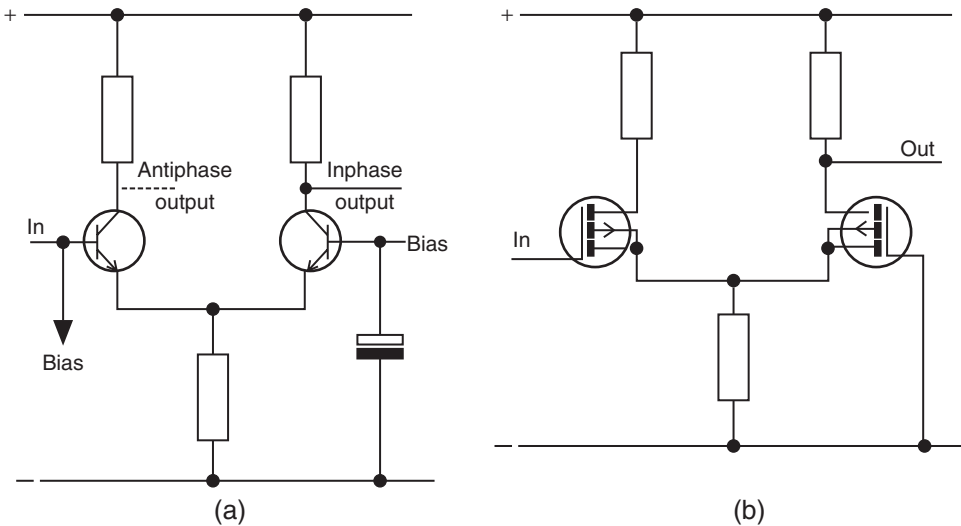 +
Antiphase
output
Inphase
output
In
Bias
Bias
—
(a)
+
Out
In
—
(b)